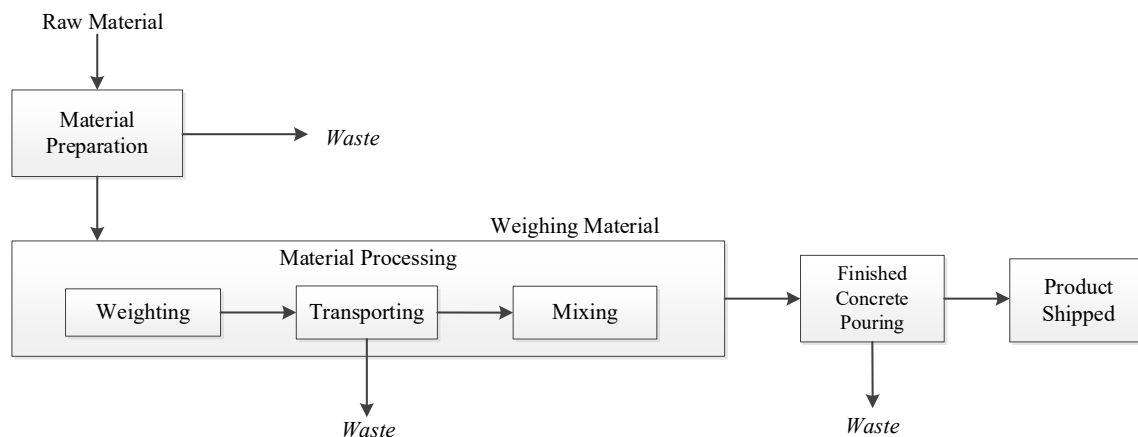 Raw Material
Material
Preparation
Waste
Weighing Material
Material Processing
Weighting
Transporting
Mixing
Finished
Concrete
Pouring
Product
Shipped
Waste
Waste